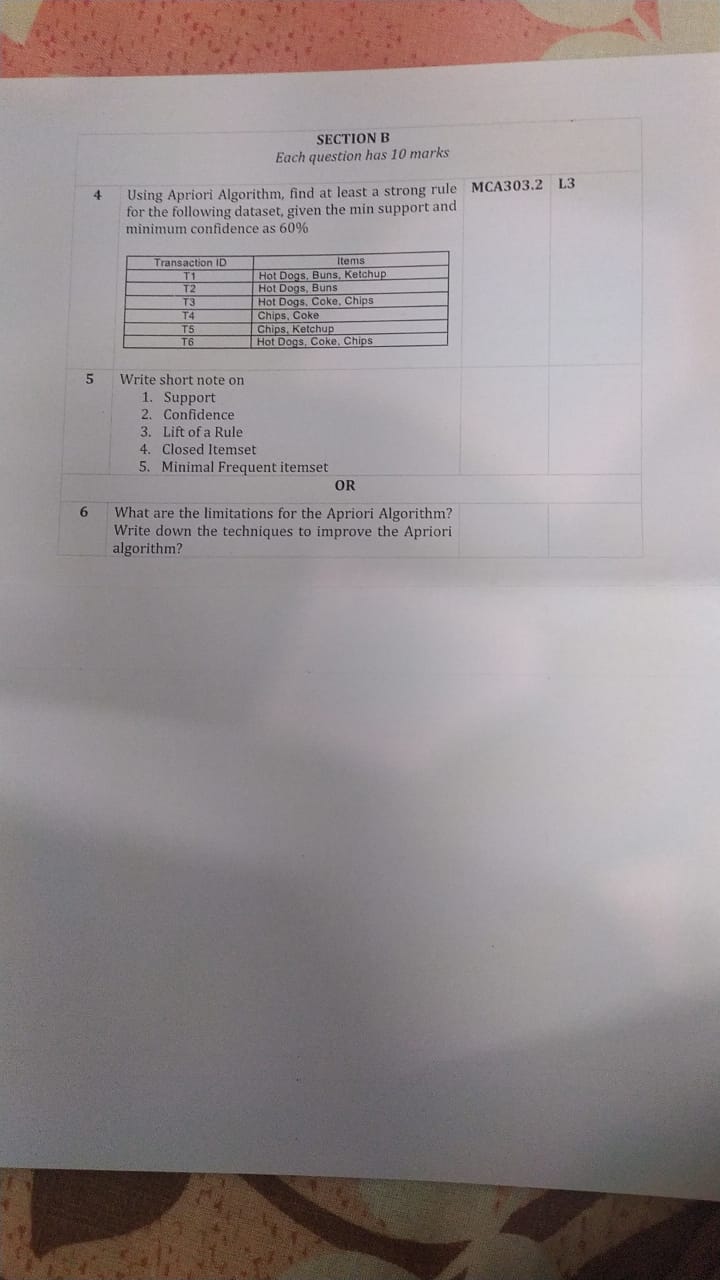 SECTION B
Each question has 10 marks
4 Using Apriori Algorithm, find at least a strong rule MCA303.2 L3
for the following dataset, given the min support and
minimum confidence as 60%
Transaction ID Items
T1 Hot Dogs, Buns, Ketchup
T2 Hot Dogs, Buns
T3 Hot Dogs, Coke, Chips
T4 Chips, Coke
T5 Chips, Ketchup
T6 Hot Dogs, Coke, Chips
5 Write short note on
1. Support
2. Confidence
3. Lift of a Rule
4. Closed Itemset
5. Minimal Frequent itemset
OR
6 What are the limitations for the Apriori Algorithm?
Write down the techniques to improve the Apriori
algorithm?